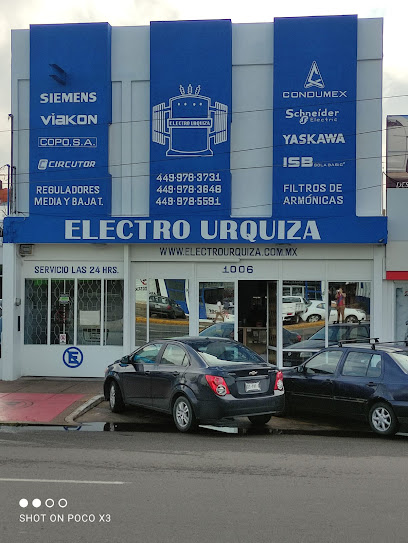 SIEMENS
VIAKON
COPO, S.A.
CIRCUTOR
REGULADORES
MEDIA Y BAJA T.
ELECTRO URQUIZA
449-978-3731
449-978-3646
449-978-5591
CONDUMEX
Schneider
Electric
YASKAWA
ISB
FILTROS DE
ARMÓNICAS
ELECTRO URQUIZA
WWW.ELECTROURQUIZA.COM.MX
SERVICIO LAS 24 HRS.
1006
E
SHOT ON POCO X3